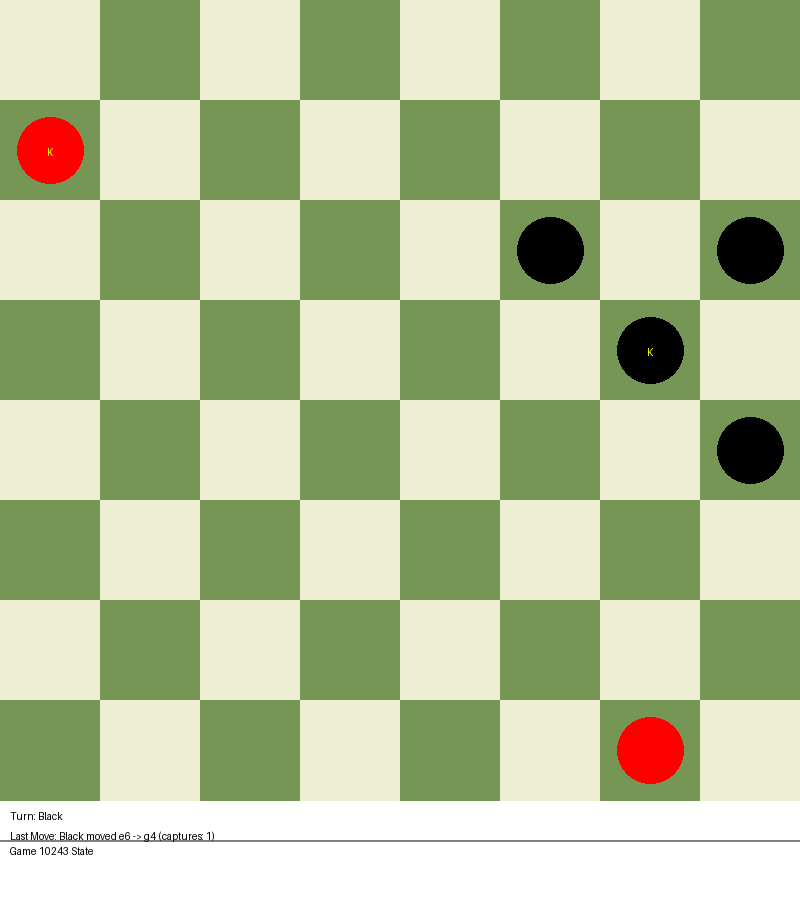 K
K
Turn: Black
Last Move: Black moved e6 -> g4 (captures: 1)
Game 10243 State